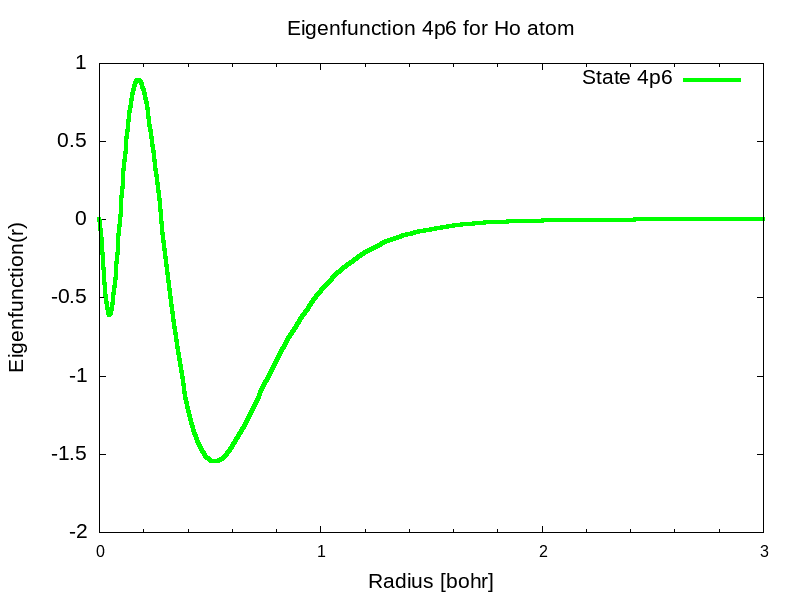 Eigenfunction 4p6 for Ho atom
State 4p6
1
0.5
0
-0.5
-1
-1.5
-2
Eigenfunction(r)
0 1 2 3
Radius [bohr]